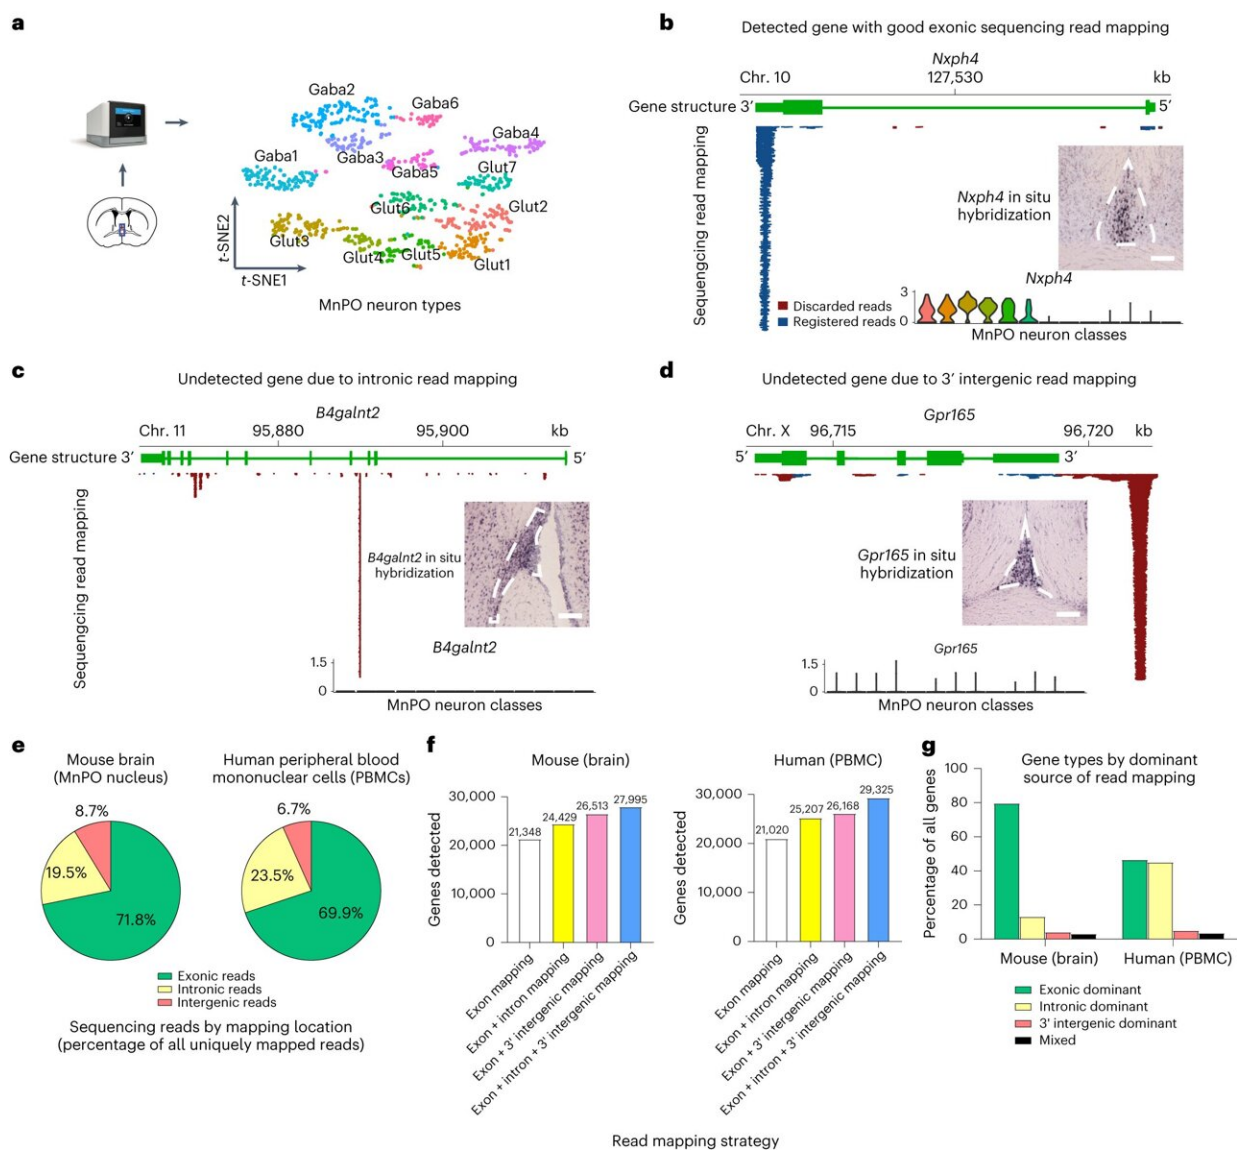 a
Gaba2
Gaba6
Gaba3
Gaba4
Gaba1
Gaba5
Glut7
Glut6
Glut2
Glut3
Glut4
Glut5
Glut1
t-SNE2
t-SNE1
MnPO neuron types
b
Detected gene with good exonic sequencing read mapping
Nxph4
Chr. 10
127,530
kb
Gene structure 3′
5′
Sequengcing read mapping
Nxph4 in situ
hybridization
Nxph4
3
0
Discarded reads
Registered reads
MnPO neuron classes
c
Undetected gene due to intronic read mapping
B4galnt2
Chr. 11
95,880
95,900
kb
Gene structure 3′
5′
Sequengcing read mapping
B4galnt2 in situ
hybridization
B4galnt2
1.5
0
MnPO neuron classes
d
Undetected gene due to 3′ intergenic read mapping
Gpr165
Chr. X
96,715
96,720
kb
5′
3′
Gpr165 in situ
hybridization
Gpr165
1.5
0
MnPO neuron classes
e
Mouse brain
(MnPO nucleus)
Human peripheral blood
mononuclear cells (PBMCs)
8.7%
19.5%
71.8%
6.7%
23.5%
69.9%
Exonic reads
Intronic reads
Intergenic reads
Sequencing reads by mapping location
(percentage of all uniquely mapped reads)
f
Mouse (brain)
Genes detected
30,000
20,000
10,000
0
21,348
24,429
26,513
27,995
Exon mapping
Exon + intron mapping
Exon + 3′ intergenic mapping
Exon + intron + 3′ intergenic mapping
Human (PBMC)
Genes detected
30,000
20,000
10,000
0
21,020
25,207
26,168
29,325
Exon mapping
Exon + intron mapping
Exon + 3′ intergenic mapping
Exon + intron + 3′ intergenic mapping
Read mapping strategy
g
Gene types by dominant
source of read mapping
Percentage of all genes
100
80
60
40
20
0
Mouse (brain)
Human (PBMC)
Exonic dominant
Intronic dominant
3′ intergenic dominant
Mixed